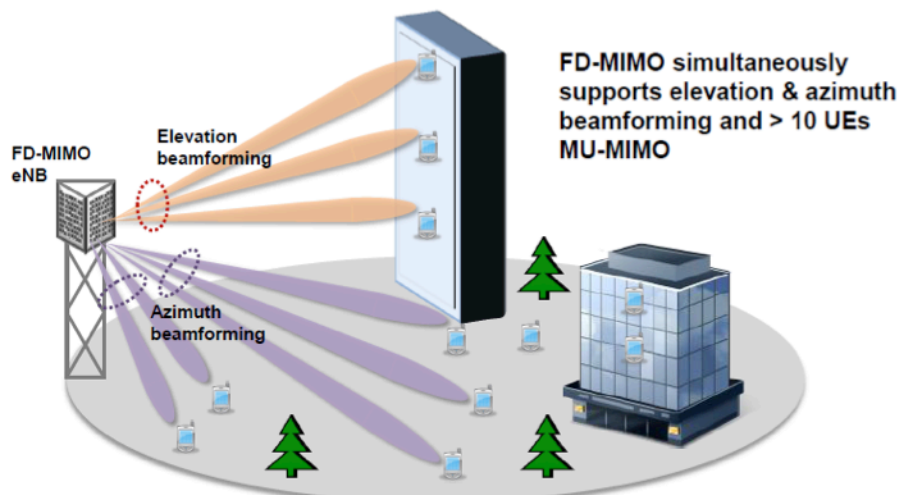 FD-MIMO simultaneously
supports elevation & azimuth
beamforming and > 10 UEs
MU-MIMO
Elevation
beamforming
FD-MIMO
eNB
Azimuth
beamforming